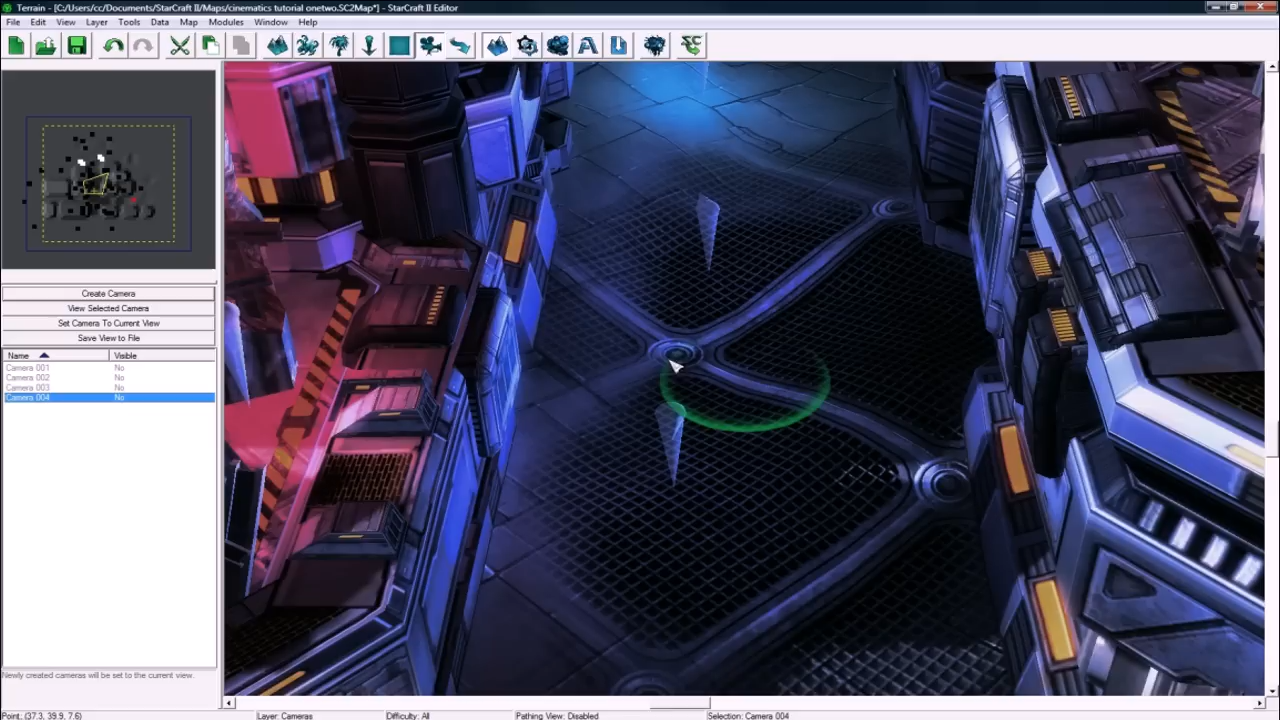 Terrain - [C:/Users/cc/Documents/StarCraft II/Maps/cinematics tutorial onetwo.SC2Map*] - StarCraft II Editor
File Edit View Layer Tools Data Map Modules Window Help
Create Camera
View Selected Camera
Set Camera To Current View
Save View to File
Name Visible
Camera 001 No
Camera 002 No
Camera 003 No
Camera 004 No
Newly created cameras will be set to the current view.
Point: (37.3, 39.9, 7.6) Layer: Cameras Difficulty: All Pathing View: Disabled Selection: Camera 004